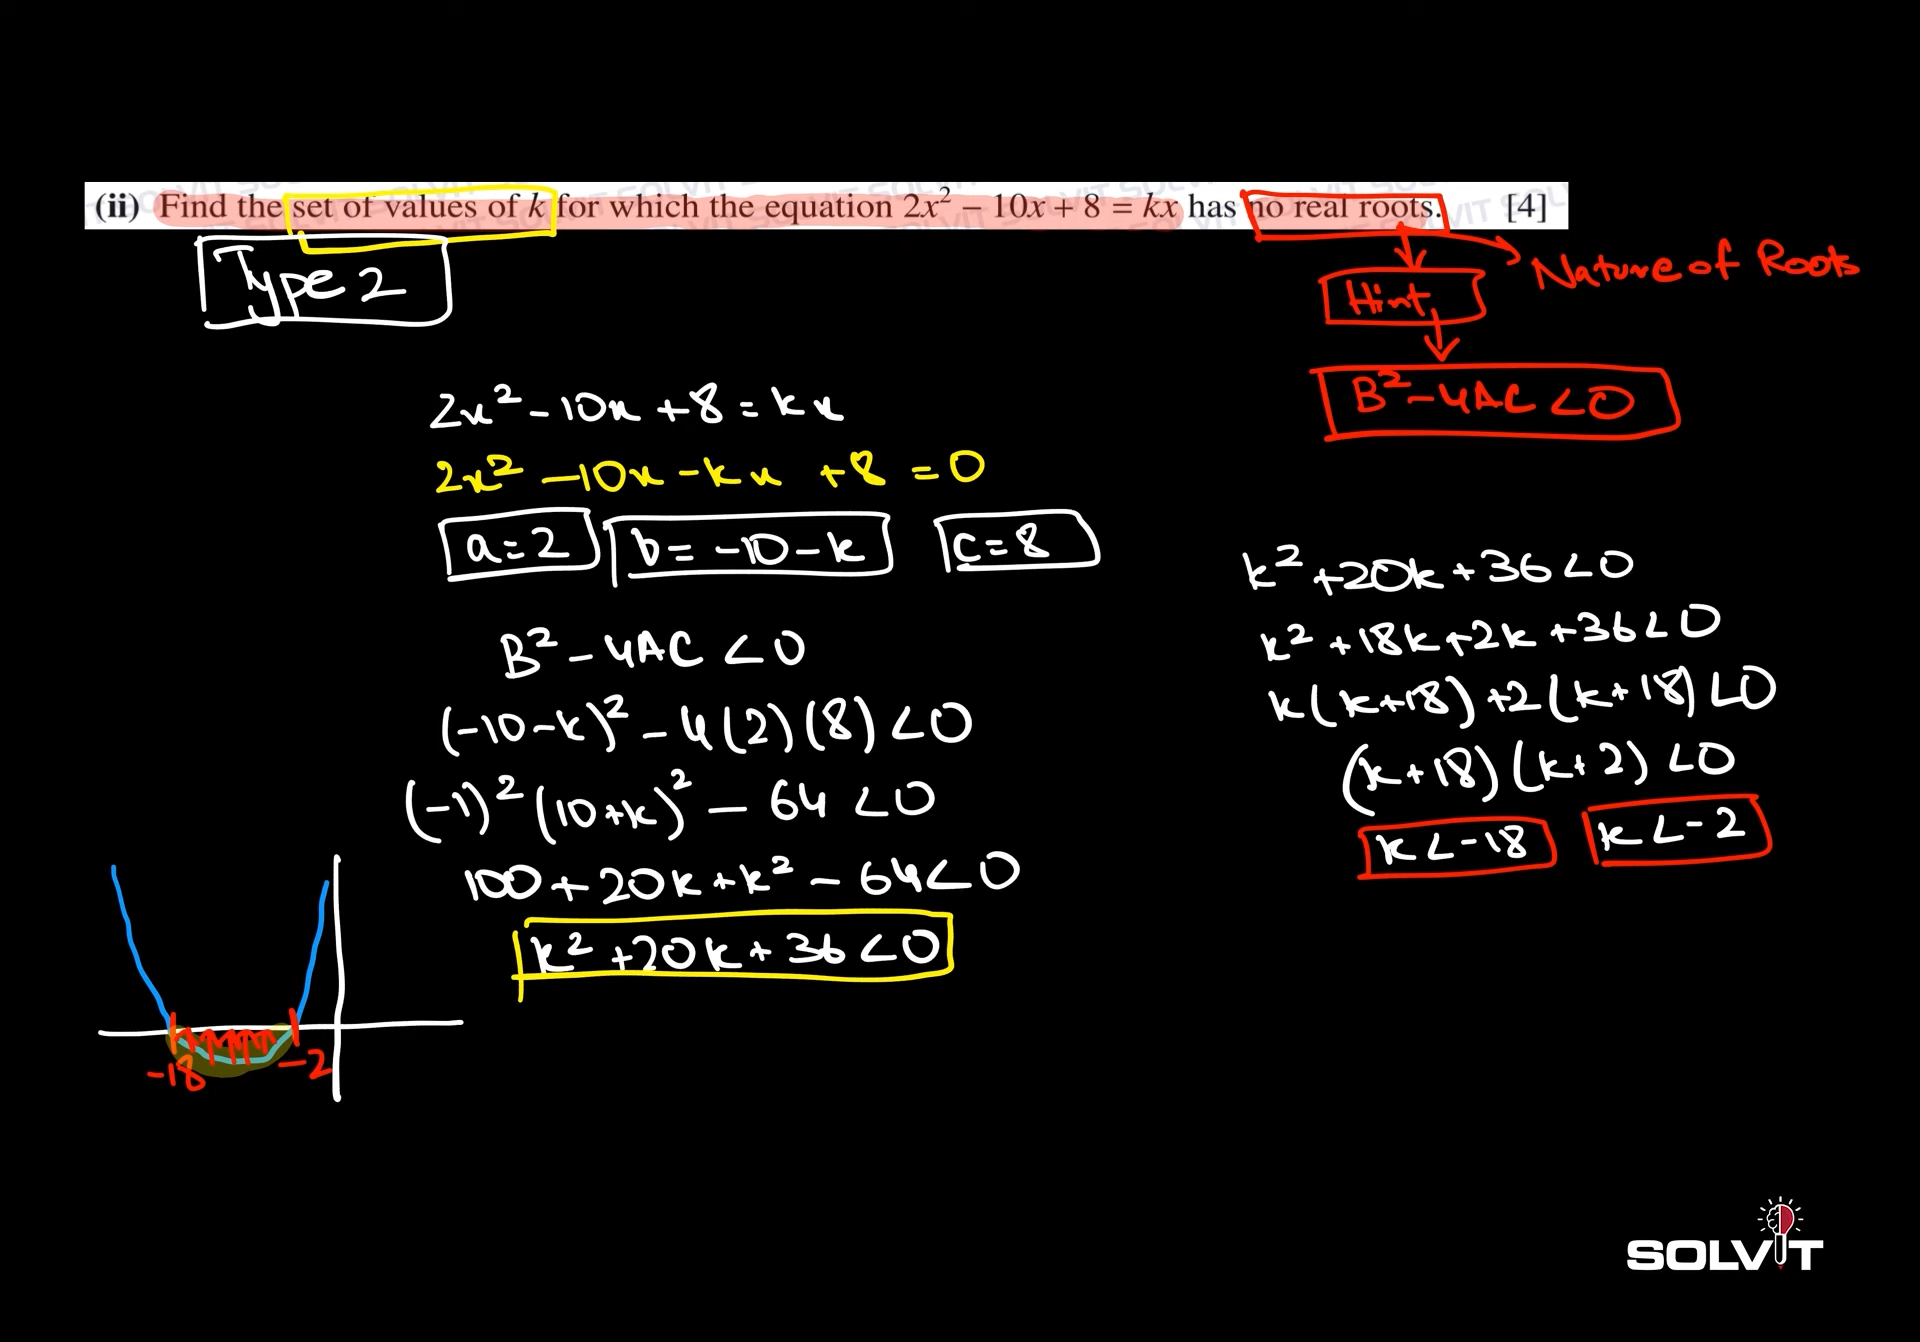 (ii) Find the set of values of k for which the equation 2x² − 10x + 8 = kx has no real roots. [4]
Type 2
Nature of Roots
Hint
B² - 4AC < 0
2x² - 10x + 8 = kx
2x² - 10x - kx + 8 = 0
a = 2 b = -10 - k c = 8
B² - 4AC < 0
(-10 - k)² - 4(2)(8) < 0
(-1)² (10 + k)² - 64 < 0
100 + 20k + k² - 64 < 0
k² + 20k + 36 < 0
k² + 20k + 36 < 0
k² + 18k + 2k + 36 < 0
k(k + 18) + 2(k + 18) < 0
(k + 18)(k + 2) < 0
k < -18 k < -2
-18 -2
SOLVIT